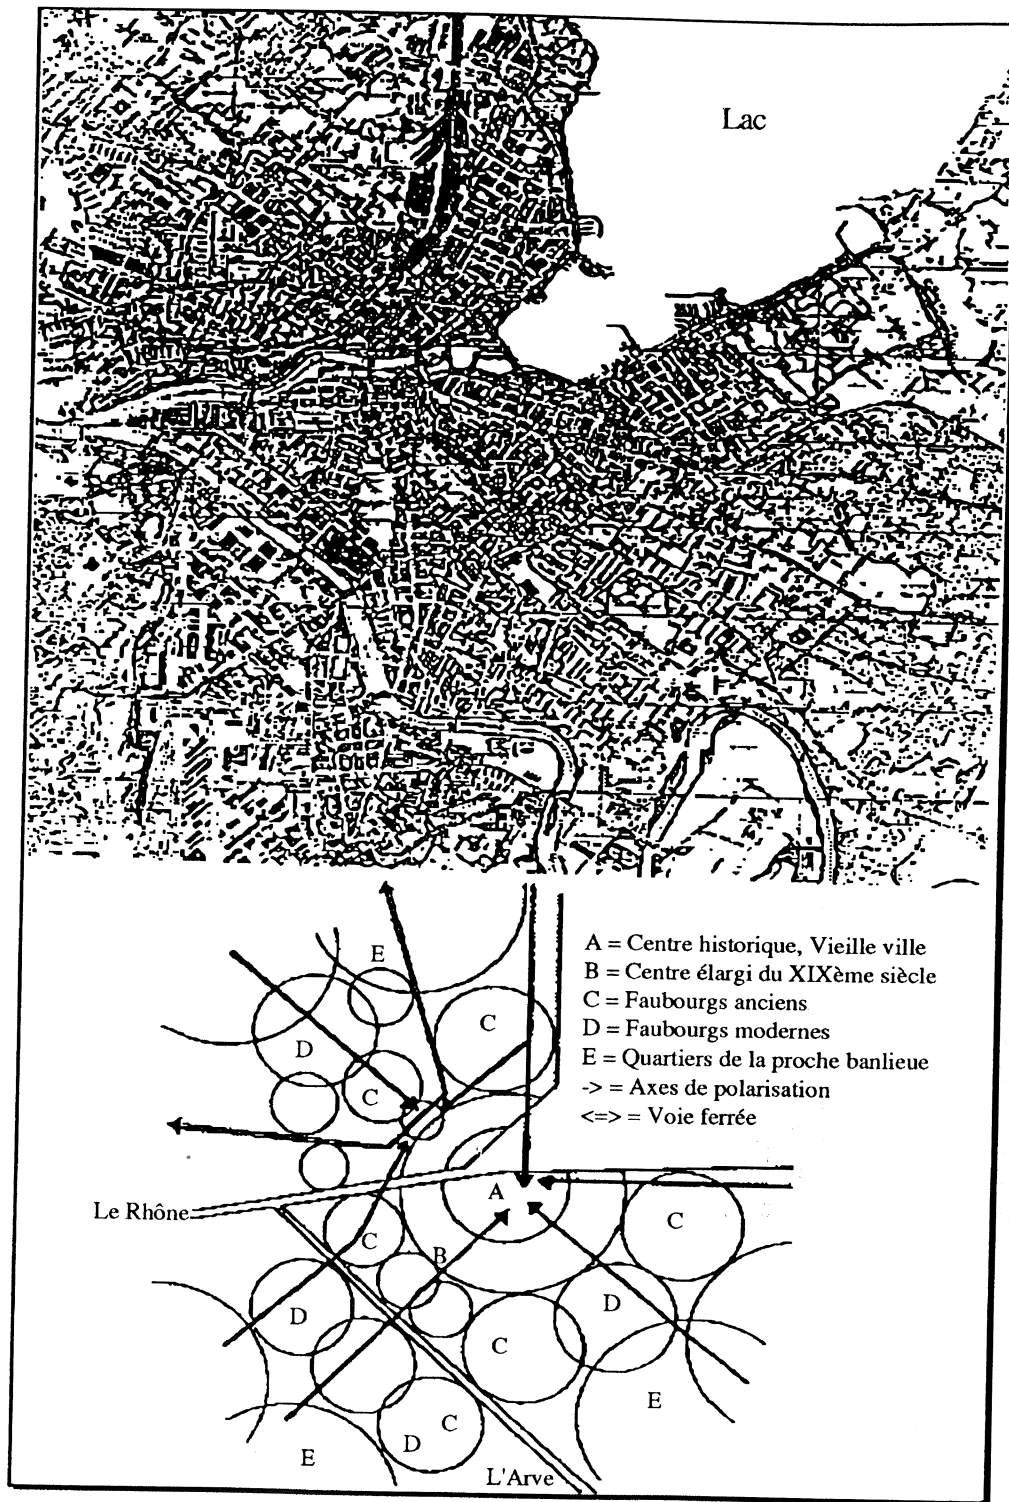 Lac
A = Centre historique, Vieille ville
B = Centre élargi du XIXème siècle
C = Faubourgs anciens
D = Faubourgs modernes
E = Quartiers de la proche banlieue
-> = Axes de polarisation
<=> = Voie ferrée
E
C
D
C
A
Le Rhône
C
C
B
D
D
C
E
C
D
E
L'Arve